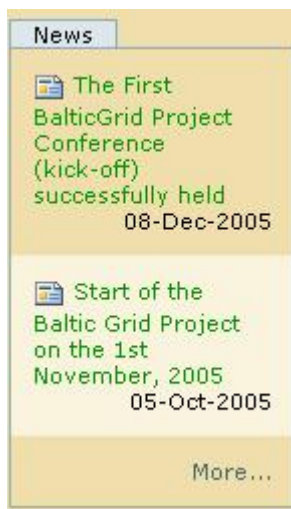 News
The First
BalticGrid Project
Conference
(kick-off)
successfully held
08-Dec-2005
Start of the
Baltic Grid Project
on the 1st
November, 2005
05-Oct-2005
More...